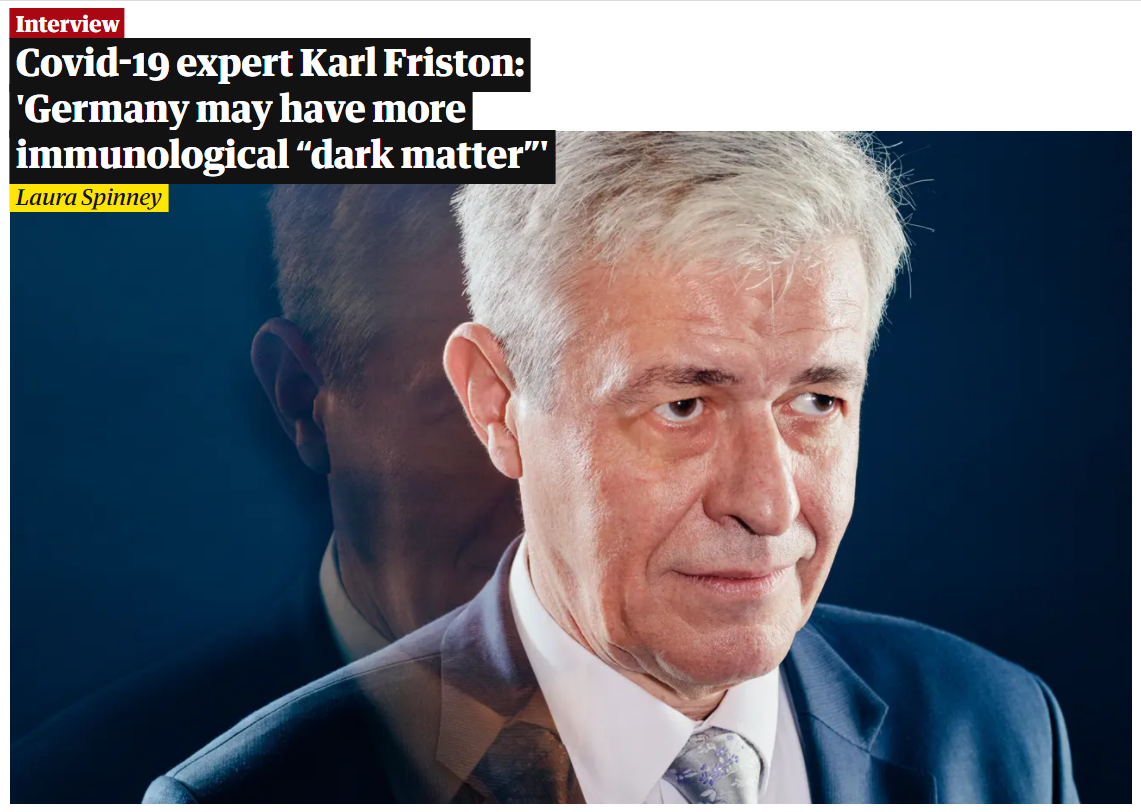 Interview
Covid-19 expert Karl Friston:
'Germany may have more
immunological “dark matter”'
Laura Spinney